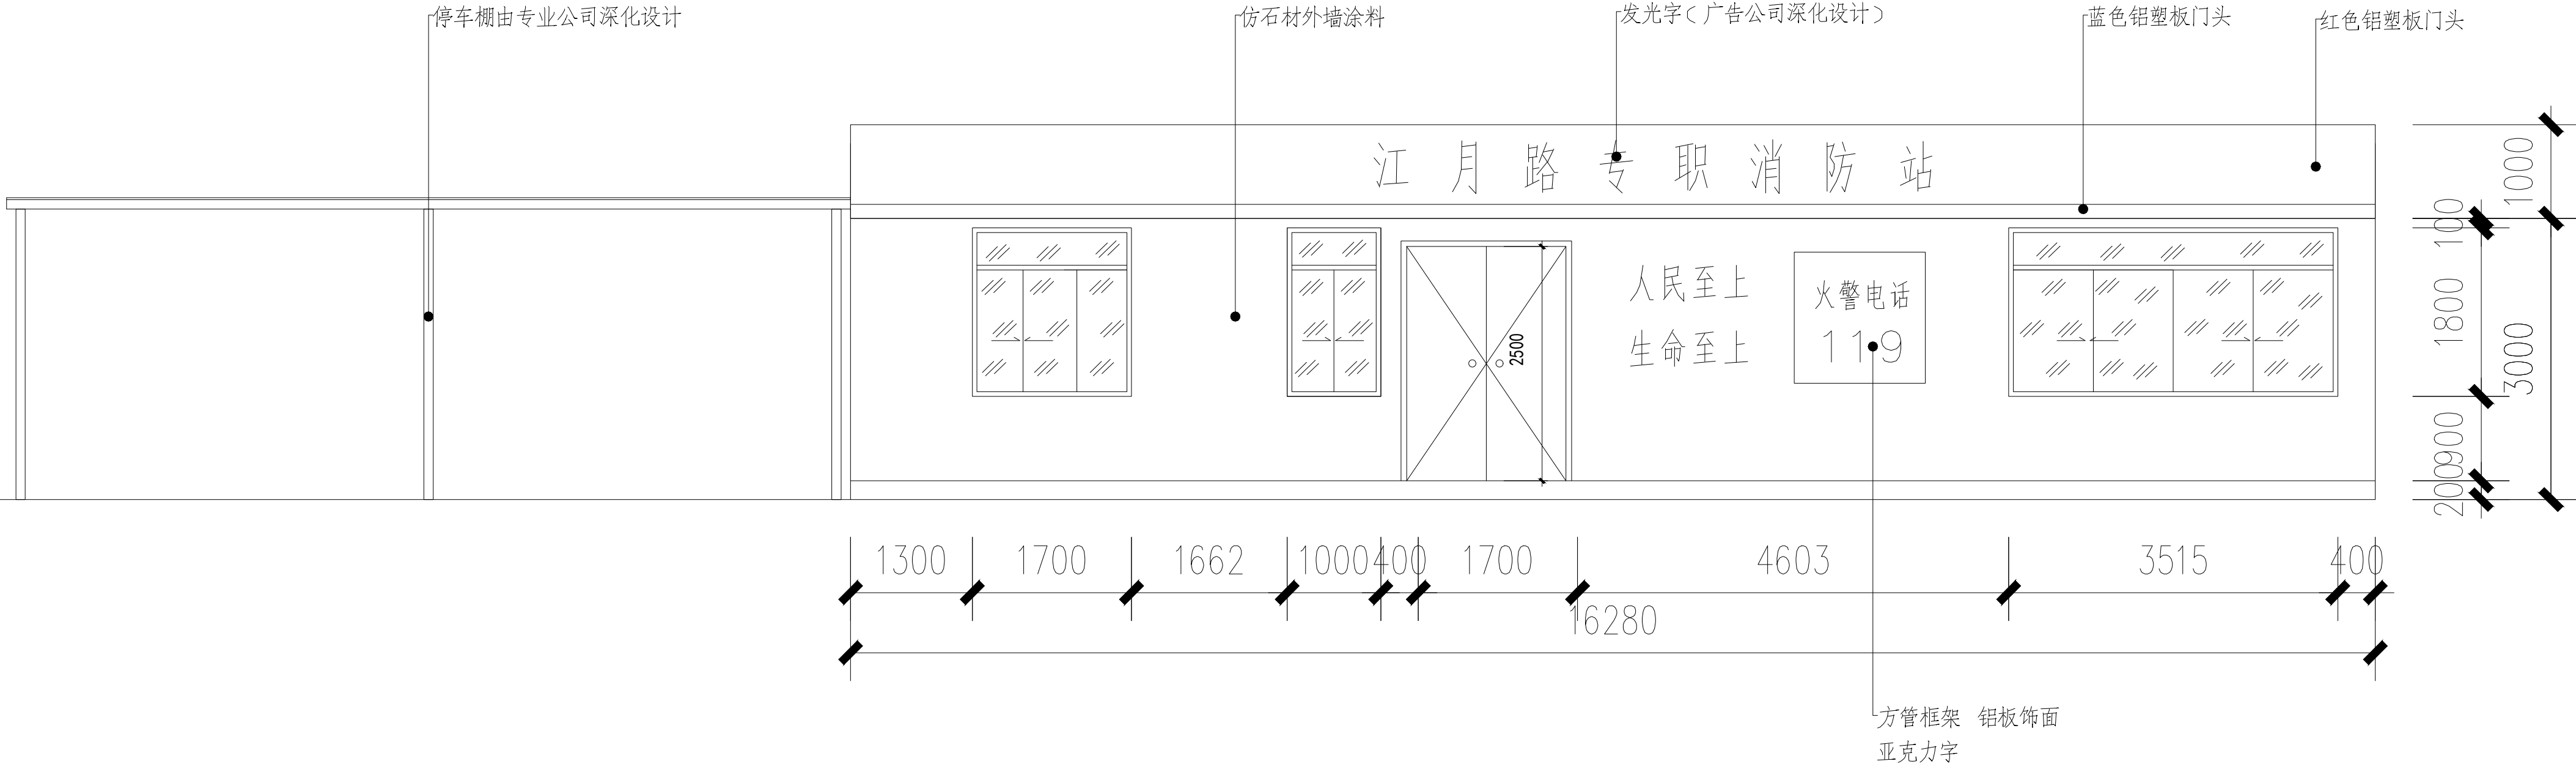 停车棚由专业公司深化设计
仿石材外墙涂料
发光字（广告公司深化设计）
蓝色铝塑板门头
红色铝塑板门头
江月路专职消防站
人民至上
生命至上
火警电话
119
2500
1000
100
1800
900
200
3000
1300
1700
1662
1000
400
1700
4603
3515
400
16280
方管框架 铝板饰面
亚克力字